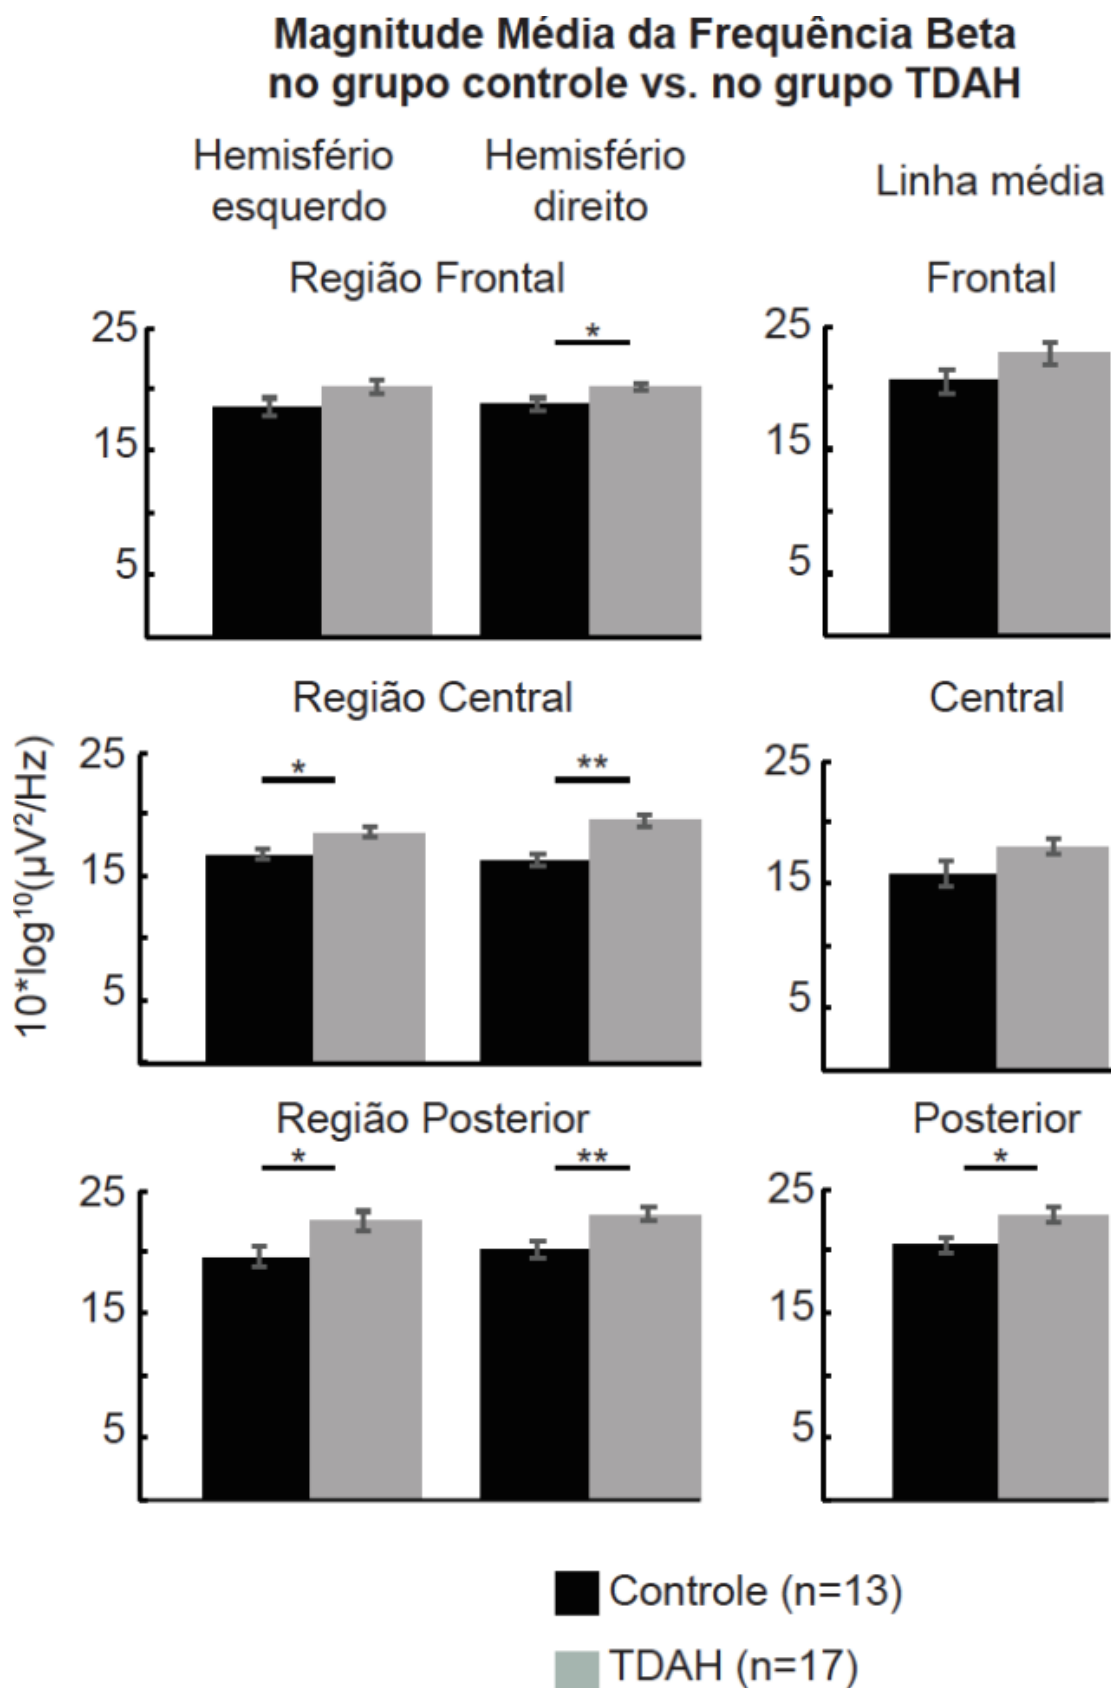 Magnitude Média da Frequência Beta
no grupo controle vs. no grupo TDAH
Hemisfério
esquerdo
Hemisfério
direito
Linha média
Região Frontal
Frontal
25
15
5
*
25
15
5
Região Central
Central
10*log¹⁰(µV²/Hz)
25
15
5
*
**
25
15
5
Região Posterior
Posterior
25
15
5
*
**
25
15
5
*
Controle (n=13)
TDAH (n=17)